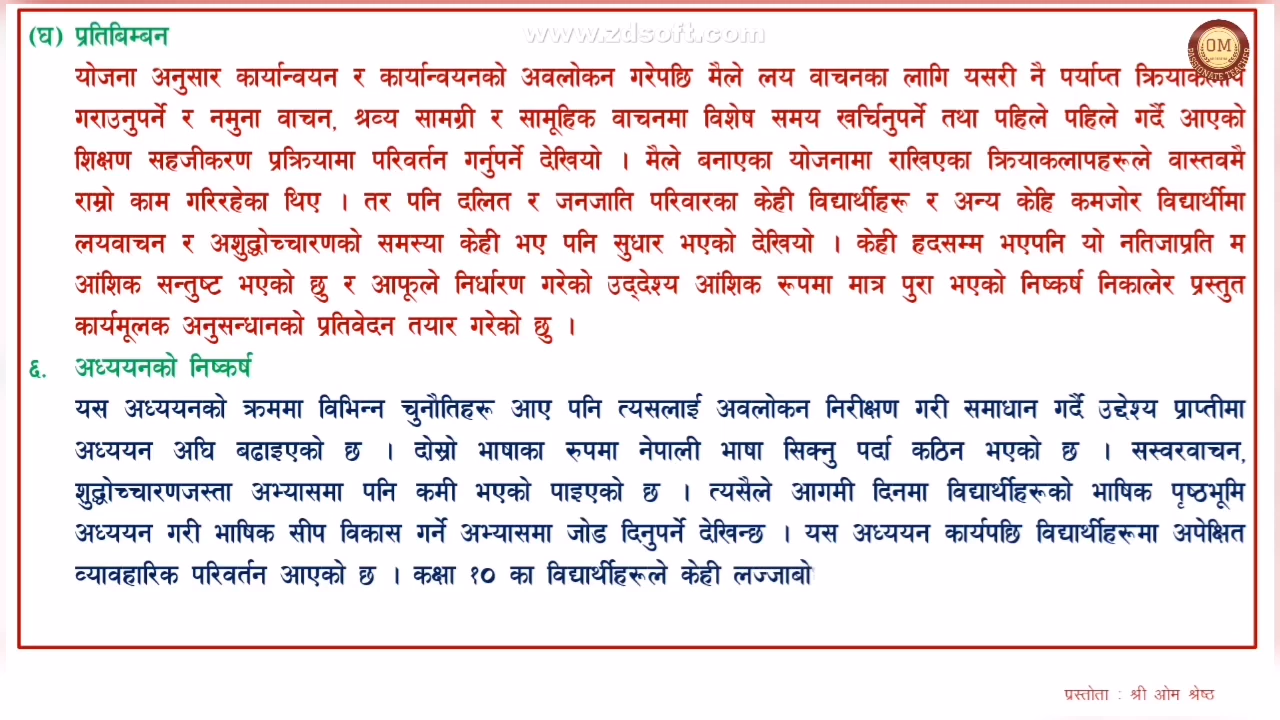 (घ) प्रतिबिम्बन
www.zdsoft.com
OM
PASSIONATE TEACHER
योजना अनुसार कार्यान्वयन र कार्यान्वयनको अवलोकन गरेपछि मैले लय वाचनका लागि यसरी नै पर्याप्त क्रियाकलाप
गराउनुपर्ने र नमुना वाचन, श्रव्य सामग्री र सामूहिक वाचनमा विशेष समय खर्चिनुपर्ने तथा पहिले पहिले गर्दै आएको
शिक्षण सहजीकरण प्रक्रियामा परिवर्तन गर्नुपर्ने देखियो । मैले बनाएका योजनामा राखिएका क्रियाकलापहरूले वास्तवमै
राम्रो काम गरिरहेका थिए । तर पनि दलित र जनजाति परिवारका केही विद्यार्थीहरू र अन्य केहि कमजोर विद्यार्थीमा
लयवाचन र अशुद्धोच्चारणको समस्या केही भए पनि सुधार भएको देखियो । केही हदसम्म भएपनि यो नतिजाप्रति म
आंशिक सन्तुष्ट भएको छु र आफूले निर्धारण गरेको उद्देश्य आंशिक रूपमा मात्र पुरा भएको निष्कर्ष निकालेर प्रस्तुत
कार्यमूलक अनुसन्धानको प्रतिवेदन तयार गरेको छु ।
६. अध्ययनको निष्कर्ष
यस अध्ययनको क्रममा विभिन्न चुनौतिहरू आए पनि त्यसलाई अवलोकन निरीक्षण गरी समाधान गर्दै उद्देश्य प्राप्तीमा
अध्ययन अघि बढाइएको छ । दोस्रो भाषाका रुपमा नेपाली भाषा सिक्नु पर्दा कठिन भएको छ । सस्वरवाचन,
शुद्धोच्चारणजस्ता अभ्यासमा पनि कमी भएको पाइएको छ । त्यसैले आगमी दिनमा विद्यार्थीहरूको भाषिक पृष्ठभूमि
अध्ययन गरी भाषिक सीप विकास गर्ने अभ्यासमा जोड दिनुपर्ने देखिन्छ । यस अध्ययन कार्यपछि विद्यार्थीहरूमा अपेक्षित
व्यावहारिक परिवर्तन आएको छ । कक्षा १० का विद्यार्थीहरूले केही लज्जाबो
प्रस्तोता : श्री ओम श्रेष्ठ